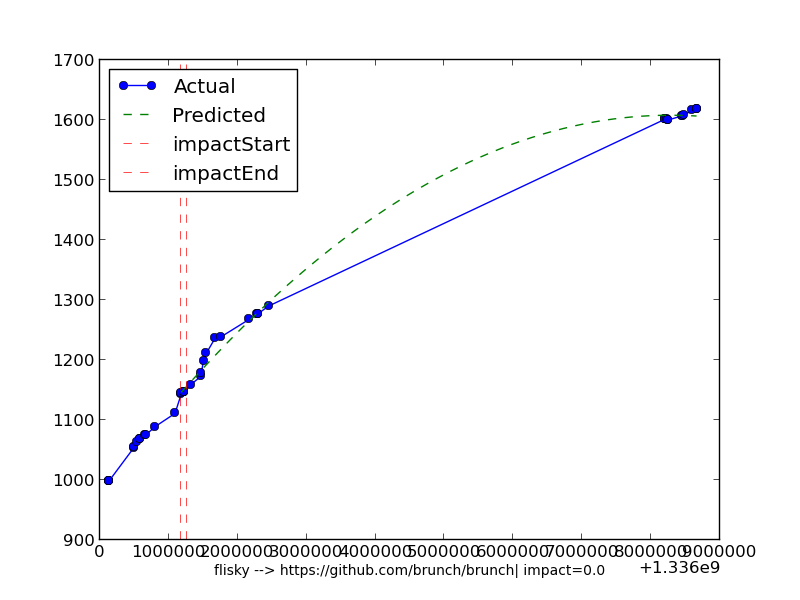 1700
1600
1500
1400
1300
1200
1100
1000
900
Actual
Predicted
impactStart
impactEnd
0 1000000 2000000 3000000 4000000 5000000 6000000 7000000 8000000 9000000
+1.336e9
flisky --> https://github.com/brunch/brunch| impact=0.0